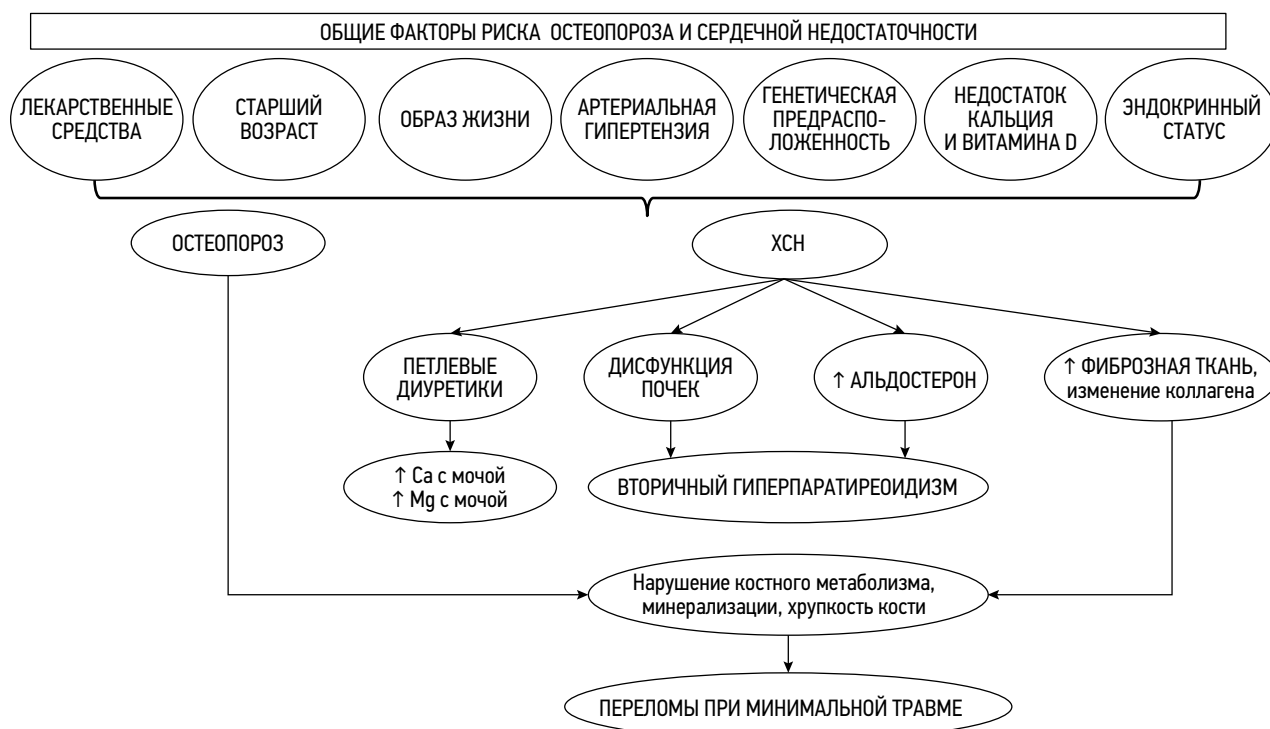 ОБЩИЕ ФАКТОРЫ РИСКА ОСТЕОПОРОЗА И СЕРДЕЧНОЙ НЕДОСТАТОЧНОСТИ
ЛЕКАРСТВЕННЫЕ
СРЕДСТВА
СТАРШИЙ
ВОЗРАСТ
ОБРАЗ ЖИЗНИ
АРТЕРИАЛЬНАЯ
ГИПЕРТЕНЗИЯ
ГЕНЕТИЧЕСКАЯ
ПРЕДРАСПО-
ЛОЖЕННОСТЬ
НЕДОСТАТОК
КАЛЬЦИЯ
И ВИТАМИНА D
ЭНДОКРИННЫЙ
СТАТУС
ОСТЕОПОРОЗ
ХСН
ПЕТЛЕВЫЕ
ДИУРЕТИКИ
ДИСФУНКЦИЯ
ПОЧЕК
↑ АЛЬДОСТЕРОН
↑ ФИБРОЗНАЯ ТКАНЬ,
изменение коллагена
↑ Ca с мочой
↑ Mg с мочой
ВТОРИЧНЫЙ ГИПЕРПАРАТИРЕОИДИЗМ
Нарушение костного метаболизма,
минерализации, хрупкость кости
ПЕРЕЛОМЫ ПРИ МИНИМАЛЬНОЙ ТРАВМЕ